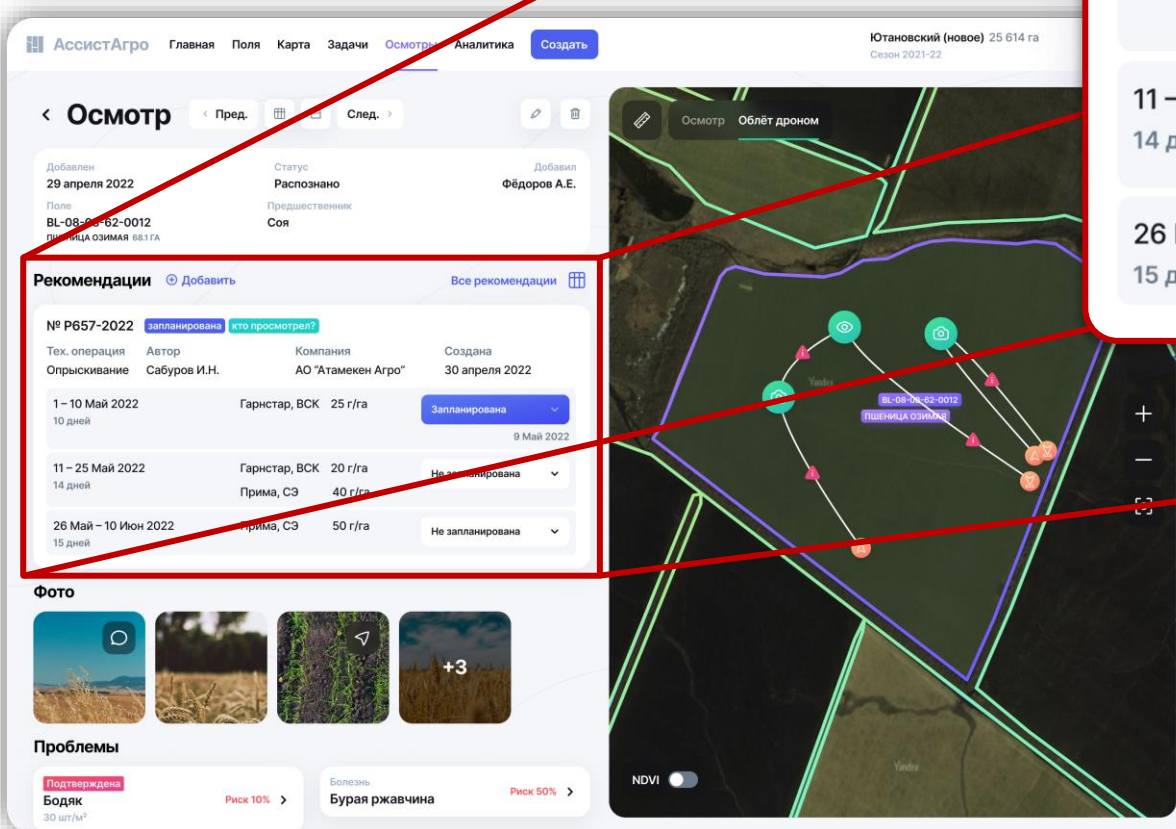 АссистАгро Главная Поля Карта Задачи Осмотры Аналитика Создать
Ютановский (новое) 25 614 га
Сезон 2021-22
Осмотр Пред. След.
Добавлен Статус Добавил
29 апреля 2022 Распознано Фёдоров А.Е.
Поле Предшественник
BL-08-08-62-0012 Соя
ПШЕНИЦА ОЗИМАЯ 68.1 ГА
Рекомендации Добавить Все рекомендации
№ Р657-2022 запланирована кто просмотрел?
Тех. операция Автор Компания Создана
Опрыскивание Сабуров И.Н. АО "Атамекен Агро" 30 апреля 2022
1 – 10 Май 2022 Гарнстар, ВСК 25 г/га Запланирована
10 дней
9 Май 2022
11 – 25 Май 2022 Гарнстар, ВСК 20 г/га Не запланирована
14 дней Прима, СЭ 40 г/га
26 Май – 10 Июн 2022 Прима, СЭ 50 г/га Не запланирована
15 дней
Фото
+3
Проблемы
Подтверждена
Бодяк Риск 10%
30 шт/м²
Болезнь
Бурая ржавчина Риск 50%
Осмотр Облёт дроном
Yandex
BL-08-08-62-0012
ПШЕНИЦА ОЗИМАЯ
Yandex
NDVI
11 –
14 д
26
15 д